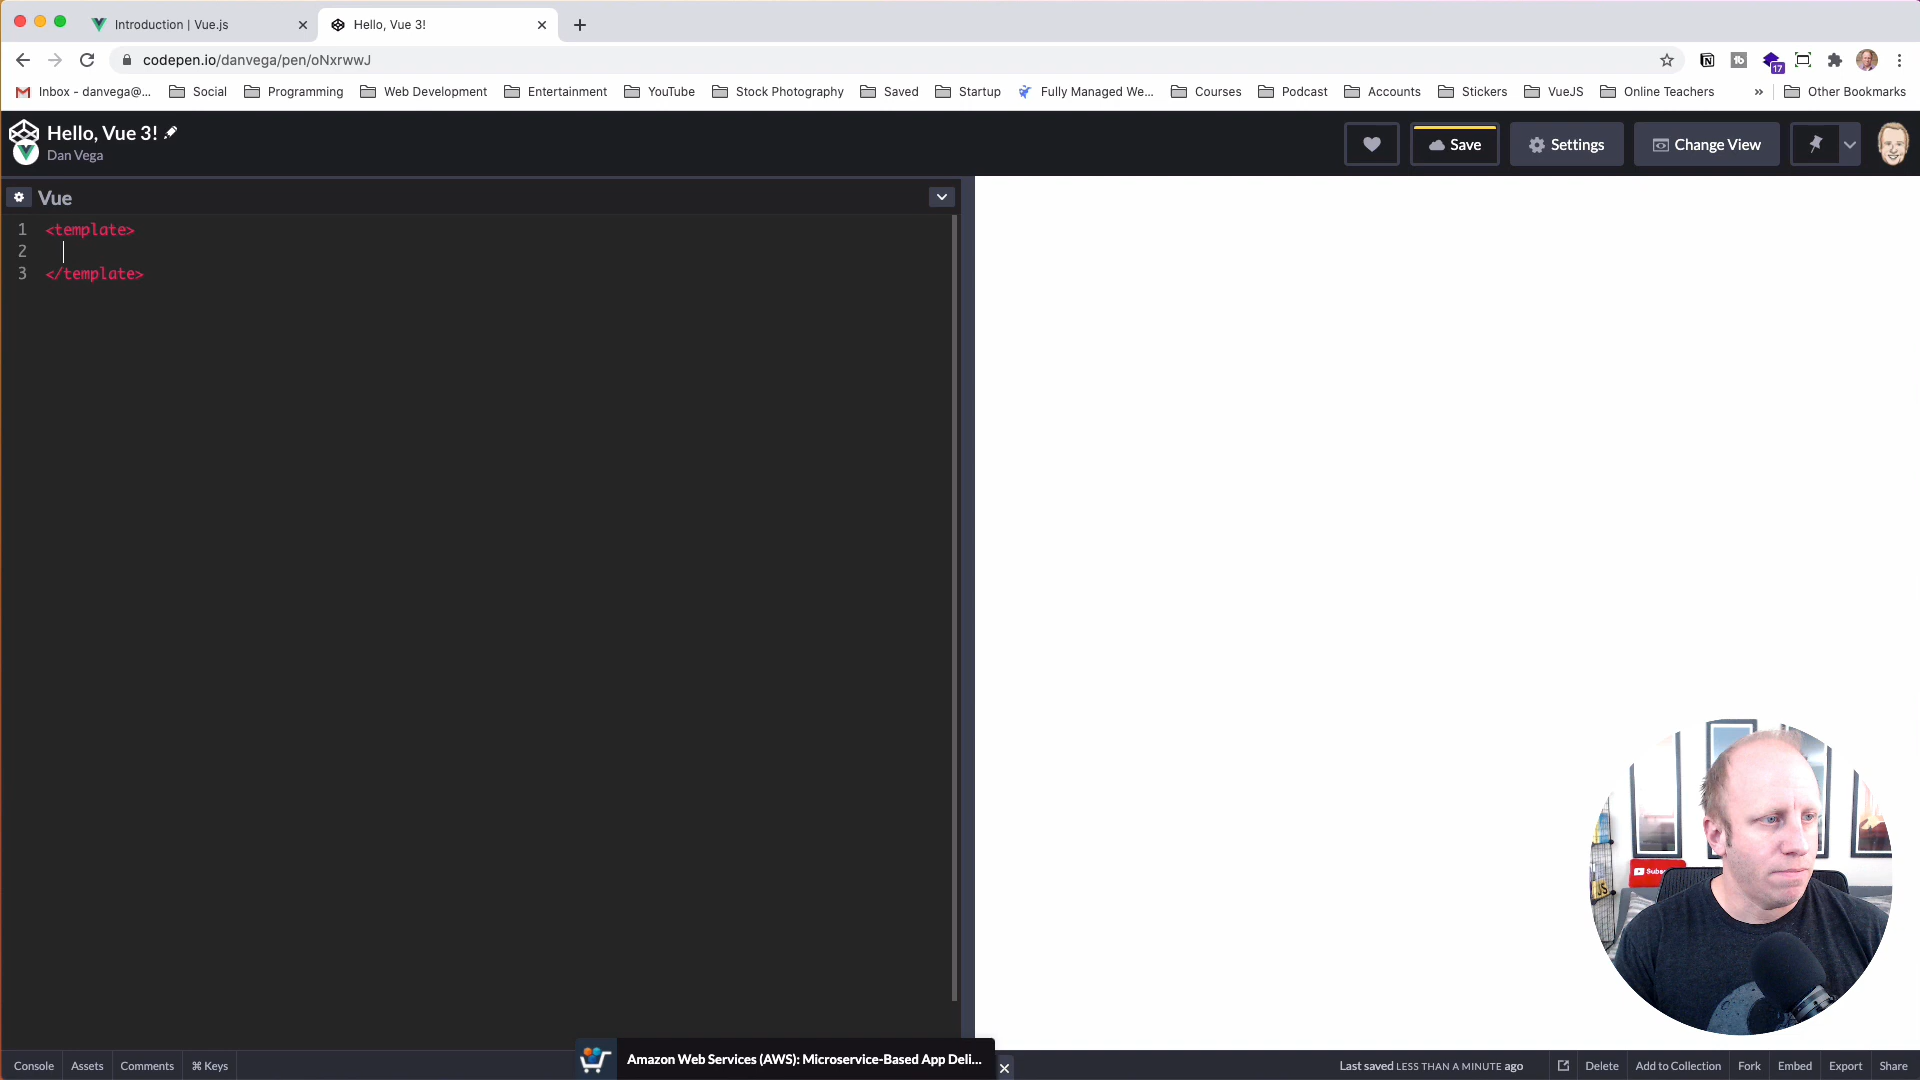 Introduction | Vue.js
Hello, Vue 3!
codepen.io/danvega/pen/oNxrwwJ
17
Inbox - danvega@...
Social
Programming
Web Development
Entertainment
YouTube
Stock Photography
Saved
Startup
Fully Managed We...
Courses
Podcast
Accounts
Stickers
VueJS
Online Teachers
»
Other Bookmarks
Hello, Vue 3!
Dan Vega
Save
Settings
Change View
Vue
1 <template>
2
3 </template>
JS
Console
Assets
Comments
⌘ Keys
Amazon Web Services (AWS): Microservice-Based App Deli...
Last saved LESS THAN A MINUTE ago
Delete
Add to Collection
Fork
Embed
Export
Share